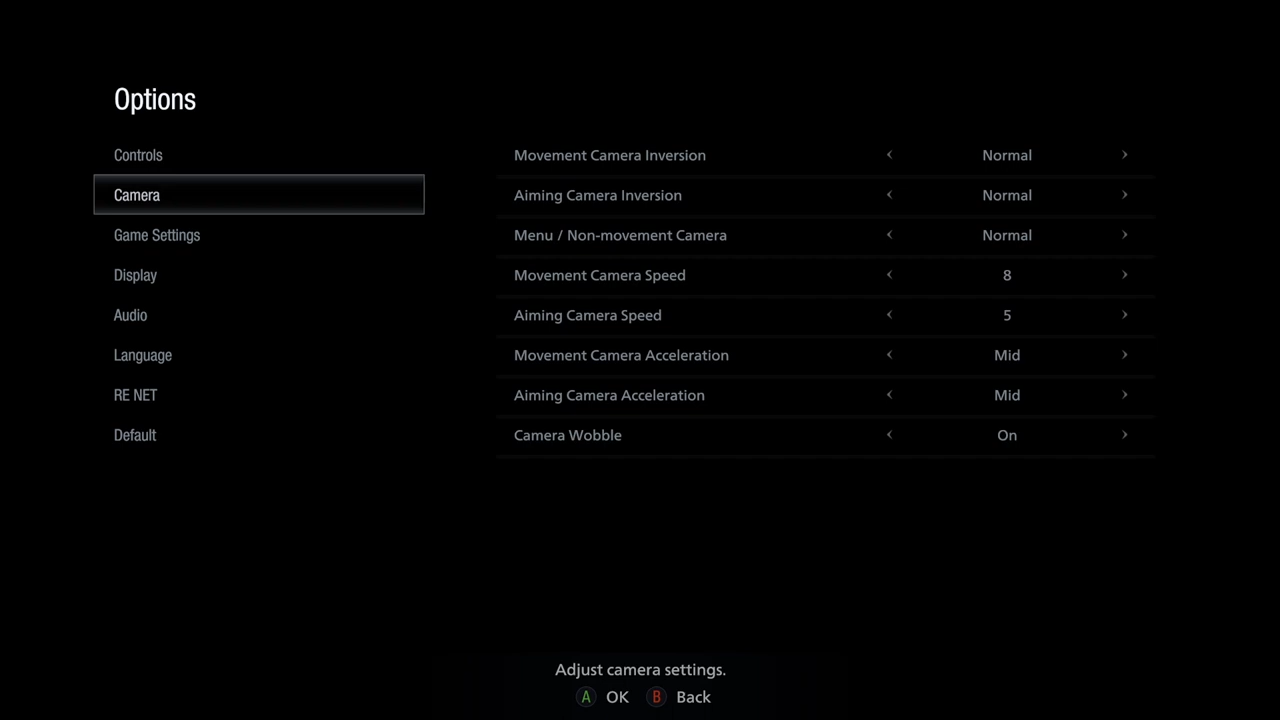 Options
Controls
Camera
Game Settings
Display
Audio
Language
RE NET
Default
Movement Camera Inversion Normal
Aiming Camera Inversion Normal
Menu / Non-movement Camera Normal
Movement Camera Speed 8
Aiming Camera Speed 5
Movement Camera Acceleration Mid
Aiming Camera Acceleration Mid
Camera Wobble On
Adjust camera settings.
A OK B Back